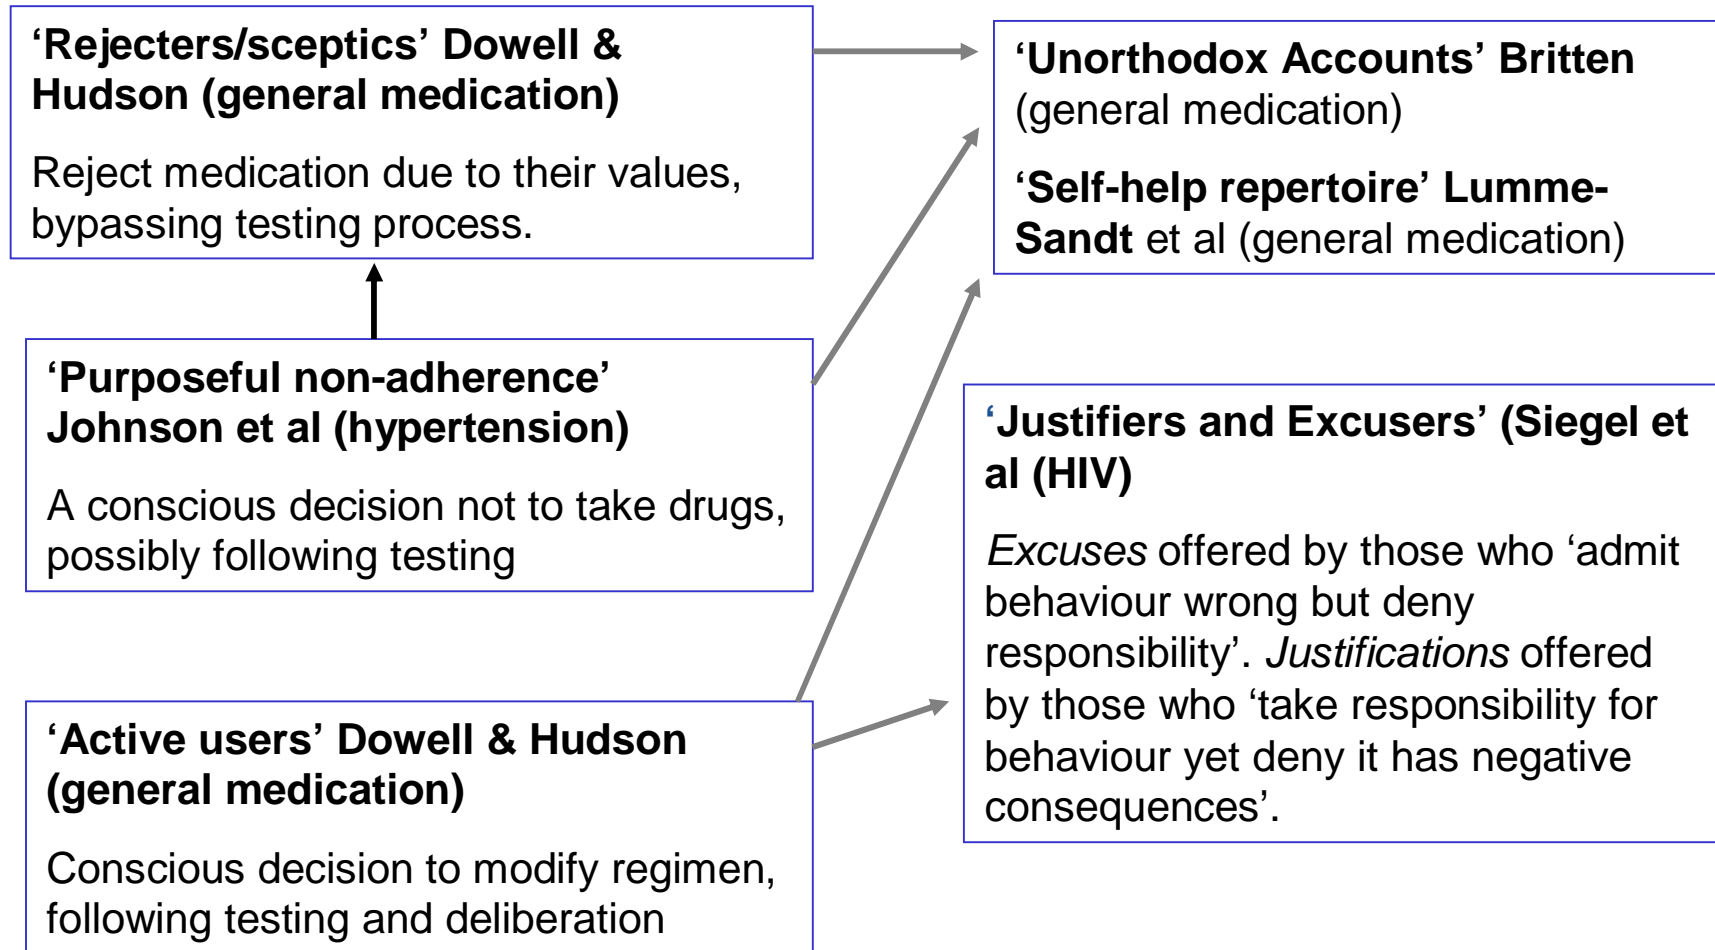 ‘Rejecters/sceptics’ Dowell &
Hudson (general medication)
Reject medication due to their values,
bypassing testing process.
‘Purposeful non-adherence’
Johnson et al (hypertension)
A conscious decision not to take drugs,
possibly following testing
‘Active users’ Dowell & Hudson
(general medication)
Conscious decision to modify regimen,
following testing and deliberation
‘Unorthodox Accounts’ Britten
(general medication)
‘Self-help repertoire’ Lumme-
Sandt et al (general medication)
‘Justifiers and Excusers’ (Siegel et
al (HIV)
Excuses offered by those who ‘admit
behaviour wrong but deny
responsibility’. Justifications offered
by those who ‘take responsibility for
behaviour yet deny it has negative
consequences’.